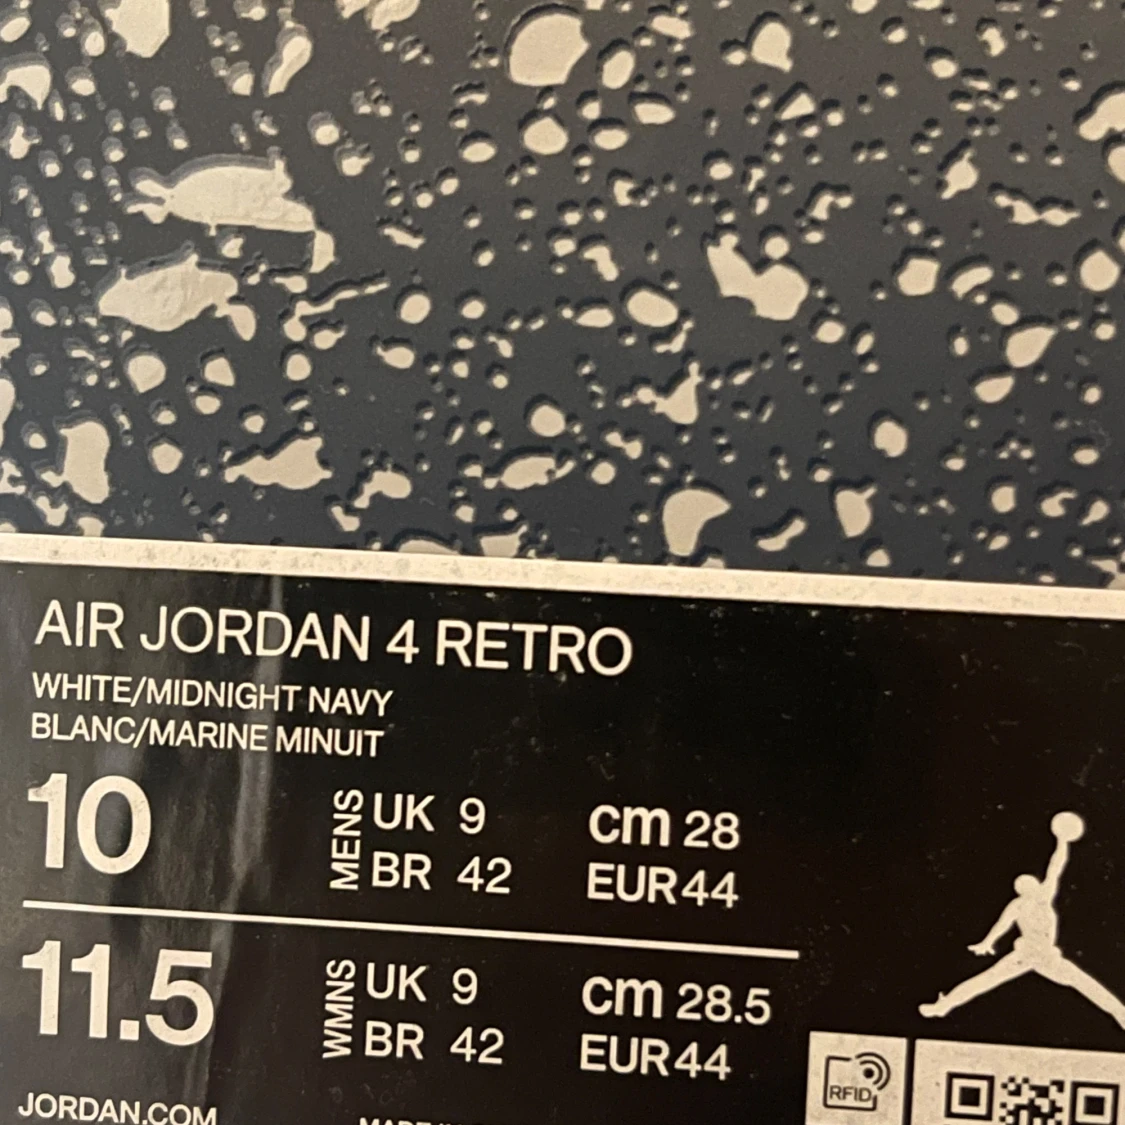 AIR JORDAN 4 RETRO
WHITE/MIDNIGHT NAVY
BLANC/MARINE MINUIT
10 MENS UK 9 cm 28
BR 42 EUR 44
11.5 WMNS UK 9 cm 28.5
BR 42 EUR 44
RFID
JORDAN.COM